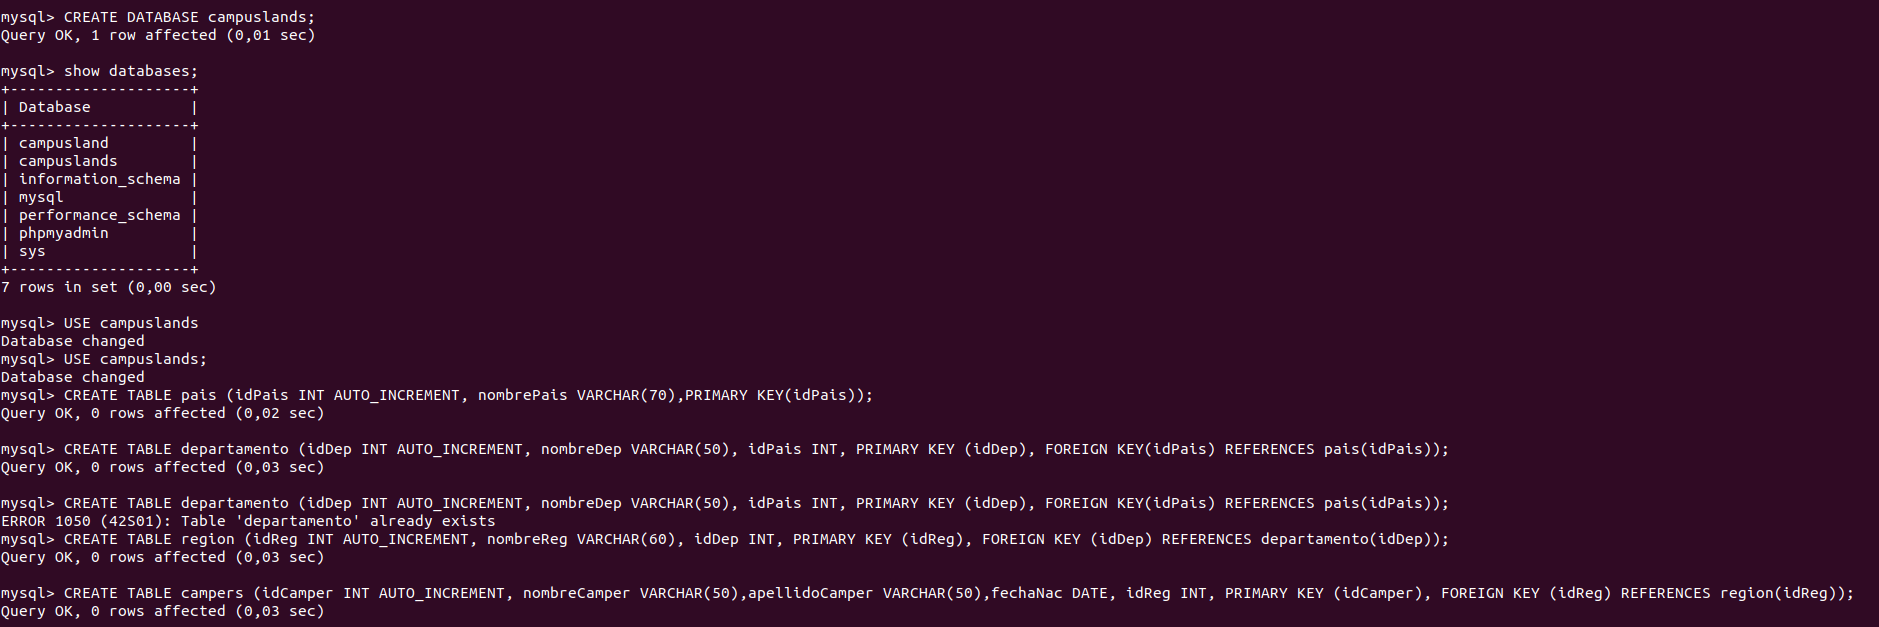 mysql> CREATE DATABASE campuslands;
Query OK, 1 row affected (0,01 sec)
mysql> show databases;
+--------------------+
| Database           |
+--------------------+
| campusland         |
| campuslands        |
| information_schema |
| mysql              |
| performance_schema |
| phpmyadmin         |
| sys                |
+--------------------+
7 rows in set (0,00 sec)
mysql> USE campuslands
Database changed
mysql> USE campuslands;
Database changed
mysql> CREATE TABLE pais (idPais INT AUTO_INCREMENT, nombrePais VARCHAR(70),PRIMARY KEY(idPais));
Query OK, 0 rows affected (0,02 sec)
mysql> CREATE TABLE departamento (idDep INT AUTO_INCREMENT, nombreDep VARCHAR(50), idPais INT, PRIMARY KEY (idDep), FOREIGN KEY(idPais) REFERENCES pais(idPais));
Query OK, 0 rows affected (0,03 sec)
mysql> CREATE TABLE departamento (idDep INT AUTO_INCREMENT, nombreDep VARCHAR(50), idPais INT, PRIMARY KEY (idDep), FOREIGN KEY(idPais) REFERENCES pais(idPais));
ERROR 1050 (42S01): Table 'departamento' already exists
mysql> CREATE TABLE region (idReg INT AUTO_INCREMENT, nombreReg VARCHAR(60), idDep INT, PRIMARY KEY (idReg), FOREIGN KEY (idDep) REFERENCES departamento(idDep));
Query OK, 0 rows affected (0,03 sec)
mysql> CREATE TABLE campers (idCamper INT AUTO_INCREMENT, nombreCamper VARCHAR(50),apellidoCamper VARCHAR(50),fechaNac DATE, idReg INT, PRIMARY KEY (idCamper), FOREIGN KEY (idReg) REFERENCES region(idReg));
Query OK, 0 rows affected (0,03 sec)